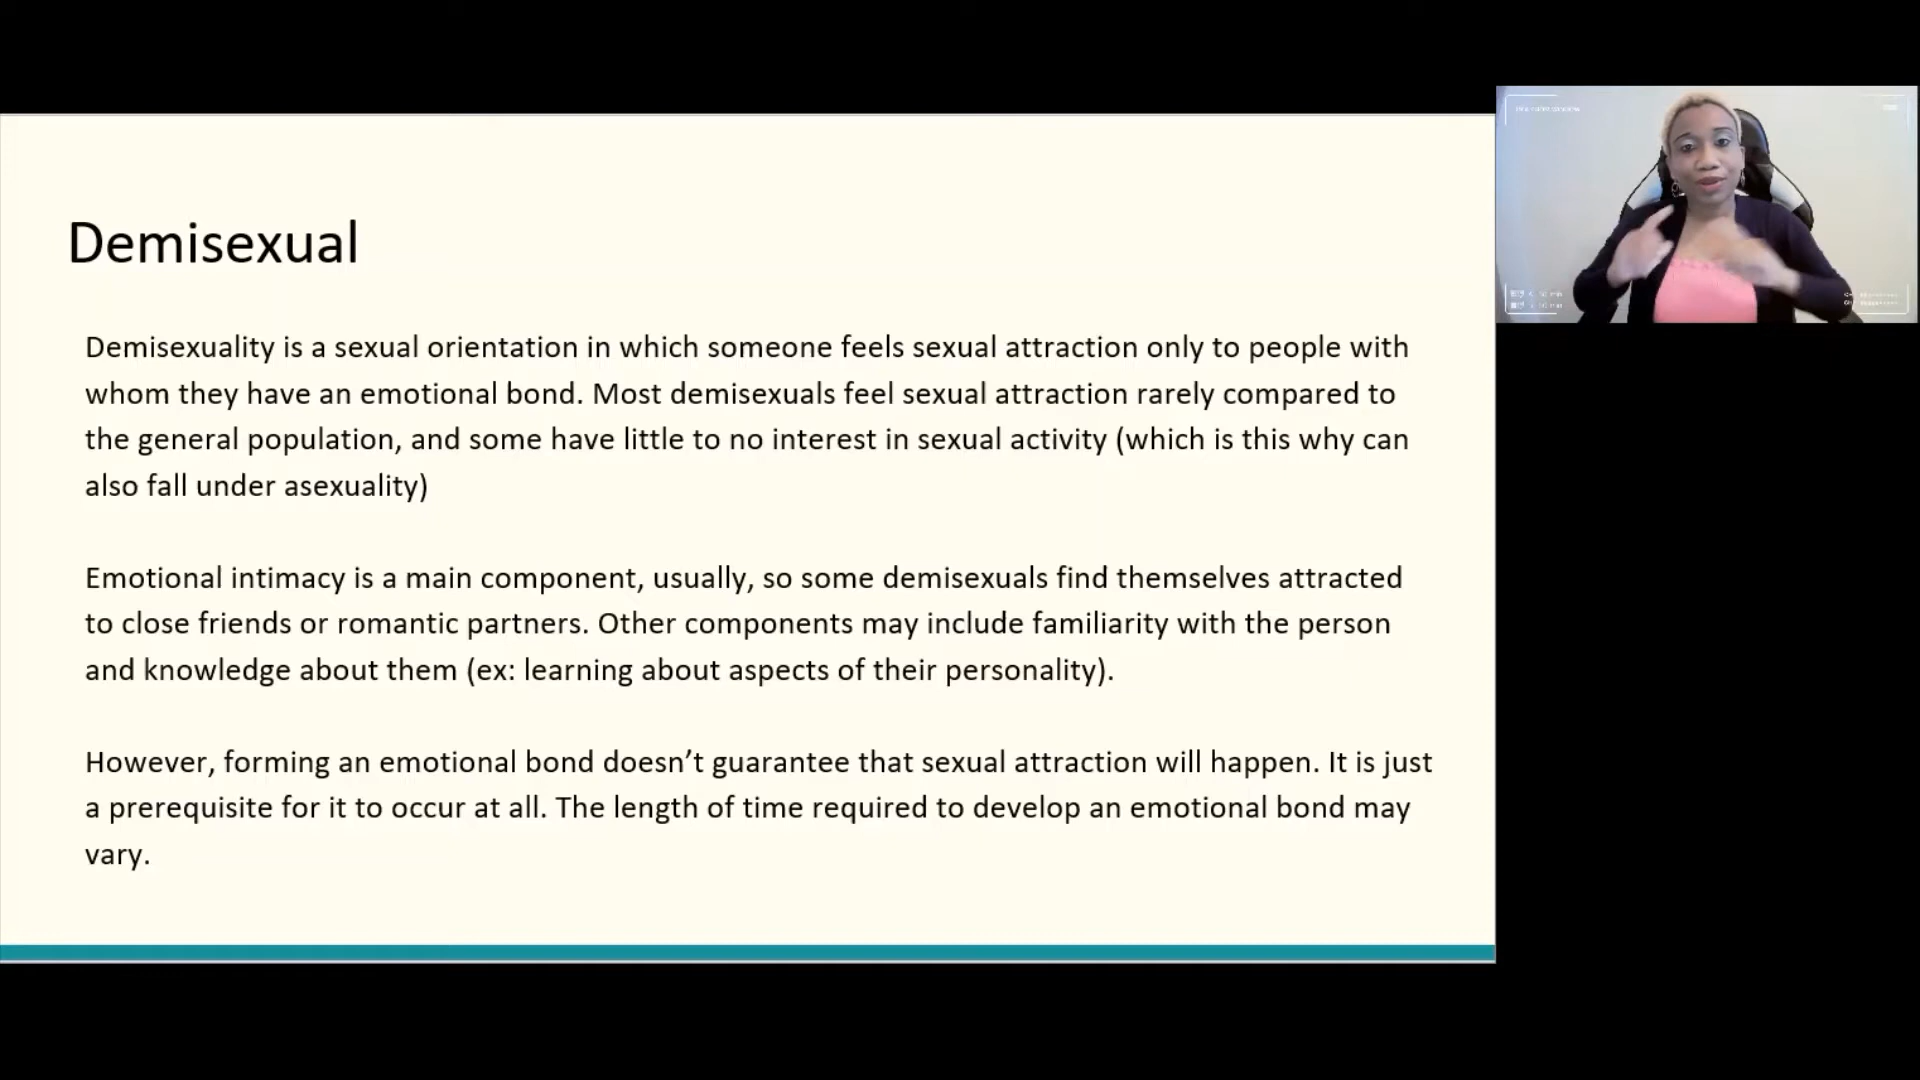 Demisexual
Demisexuality is a sexual orientation in which someone feels sexual attraction only to people with
whom they have an emotional bond. Most demisexuals feel sexual attraction rarely compared to
the general population, and some have little to no interest in sexual activity (which is this why can
also fall under asexuality)
Emotional intimacy is a main component, usually, so some demisexuals find themselves attracted
to close friends or romantic partners. Other components may include familiarity with the person
and knowledge about them (ex: learning about aspects of their personality).
However, forming an emotional bond doesn’t guarantee that sexual attraction will happen. It is just
a prerequisite for it to occur at all. The length of time required to develop an emotional bond may
vary.